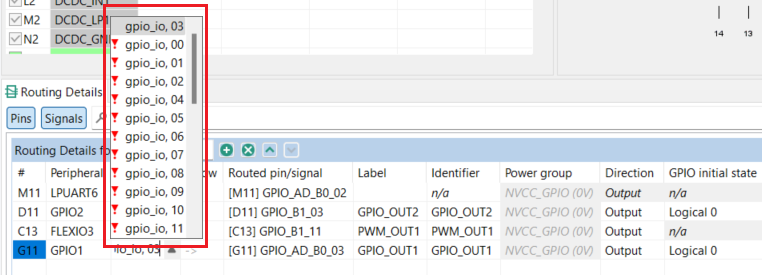 L2 DCDC_IN1
M2 DCDC_LP1
N2 DCDC_GN
14 13
gpio_io, 03
gpio_io, 00
gpio_io, 01
gpio_io, 02
gpio_io, 04
gpio_io, 05
gpio_io, 06
gpio_io, 07
gpio_io, 08
gpio_io, 09
gpio_io, 10
gpio_io, 11
Routing Details
Pins Signals
Routing Details fo
# Peripheral ow Routed pin/signal Label Identifier Power group Direction GPIO initial state
M11 LPUART6 [M11] GPIO_AD_B0_02 n/a NVCC_GPIO (0V) Output n/a
D11 GPIO2 [D11] GPIO_B1_03 GPIO_OUT2 GPIO_OUT2 NVCC_GPIO (0V) Output Logical 0
C13 FLEXIO3 [C13] GPIO_B1_11 PWM_OUT1 PWM_OUT1 NVCC_GPIO (0V) Output n/a
G11 GPIO1 io_io, 03 -> [G11] GPIO_AD_B0_03 GPIO_OUT1 GPIO_OUT1 NVCC_GPIO (0V) Output Logical 0